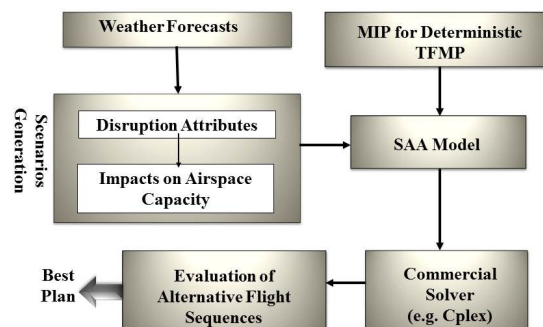 Weather Forecasts
MIP for Deterministic
TFMP
Scenarios
Generation
Disruption Attributes
Impacts on Airspace
Capacity
SAA Model
Best
Plan
Evaluation of
Alternative Flight
Sequences
Commercial
Solver
(e.g. Cplex)